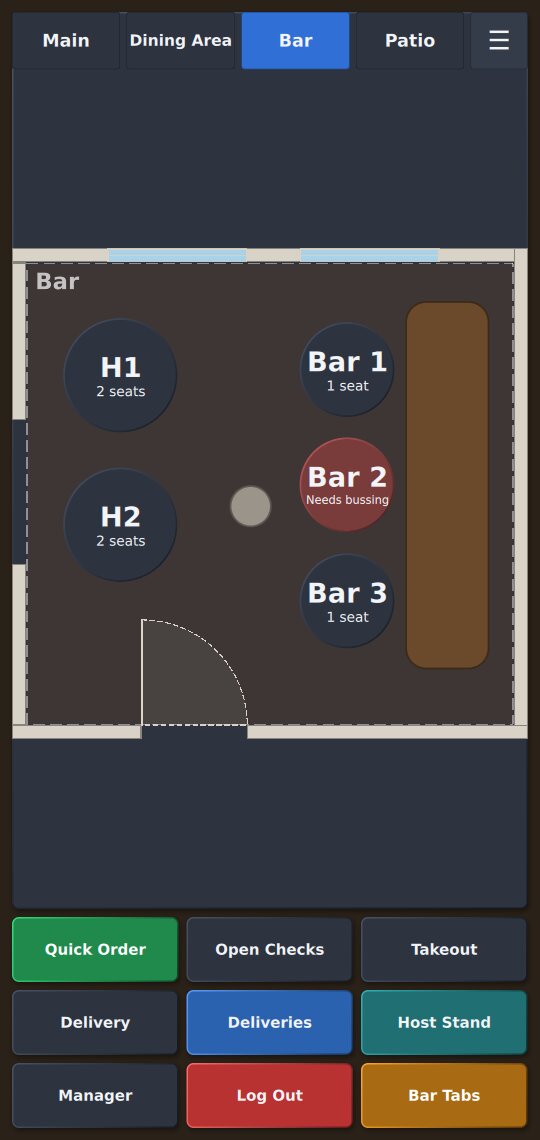 Main
Dining Area
Bar
Patio
Bar
H1
2 seats
Bar 1
1 seat
Bar 2
Needs bussing
H2
2 seats
Bar 3
1 seat
Quick Order
Open Checks
Takeout
Delivery
Deliveries
Host Stand
Manager
Log Out
Bar Tabs